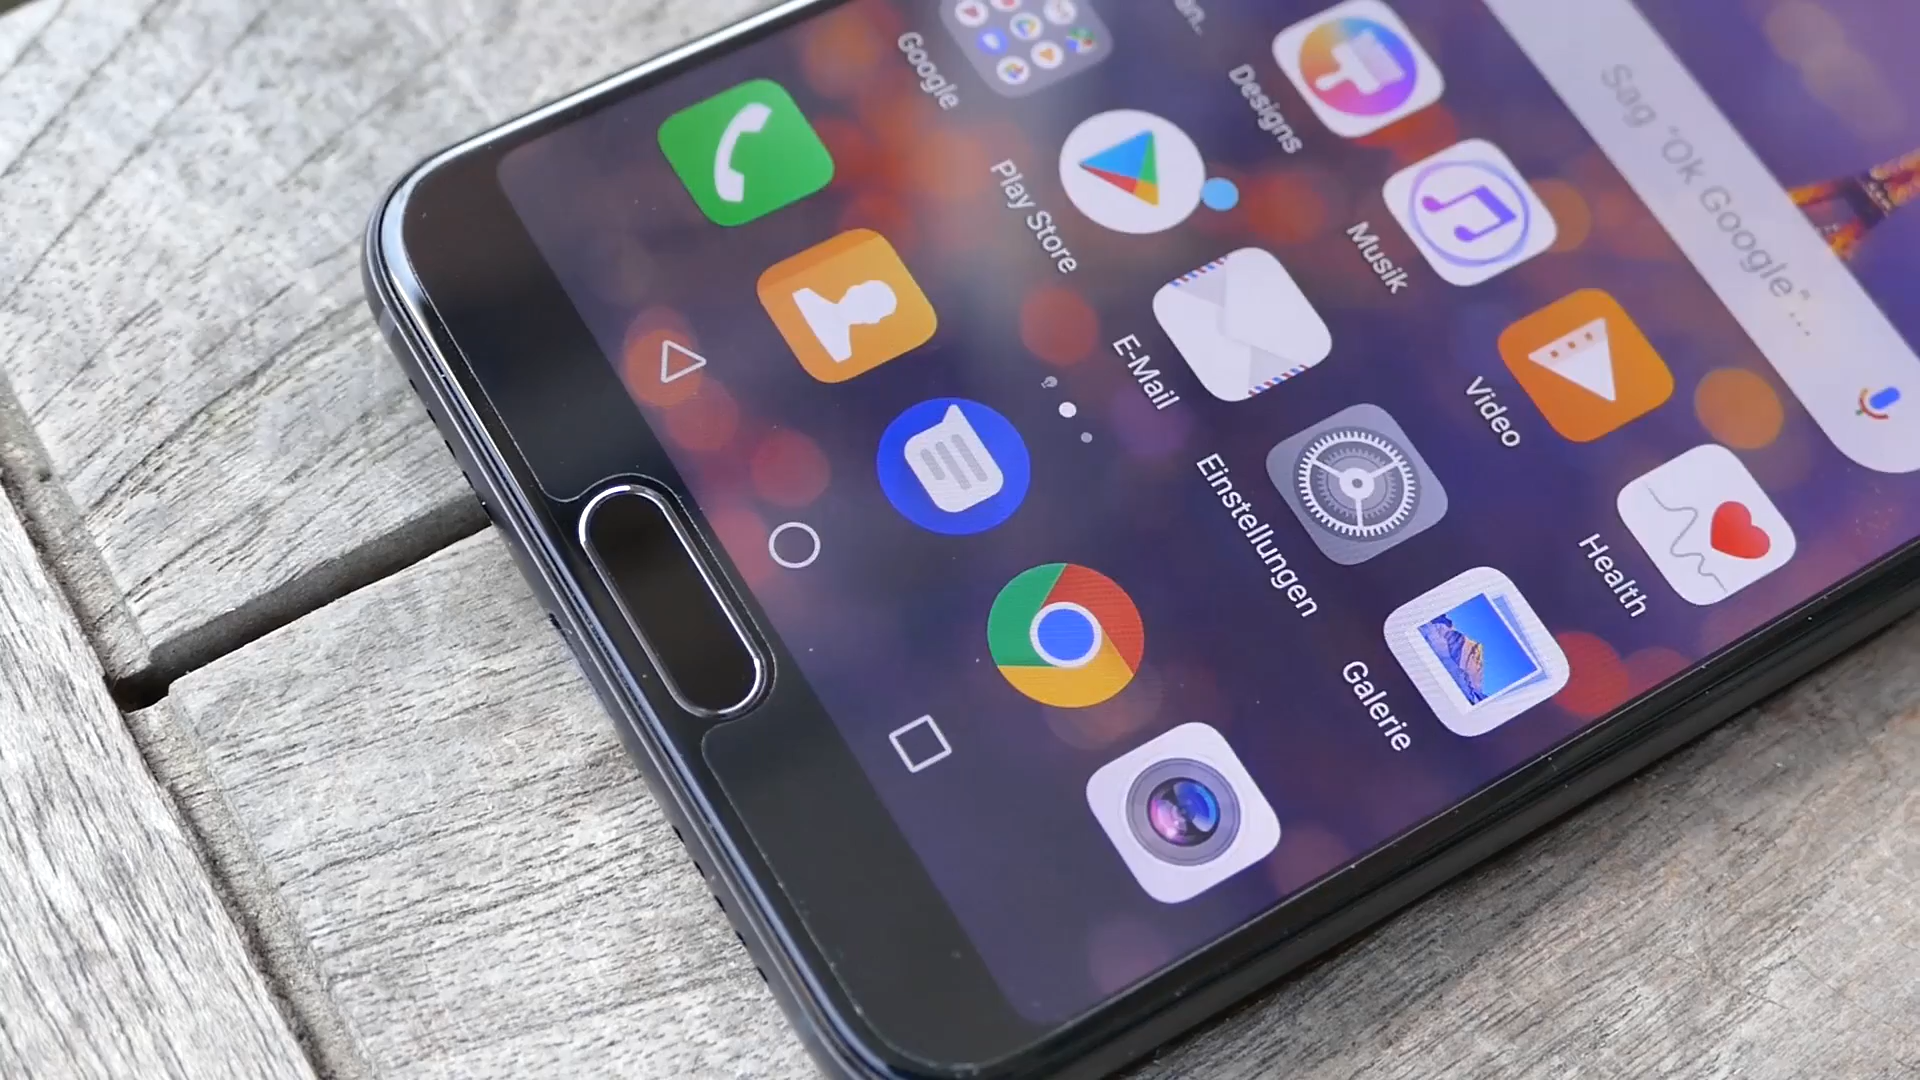 Sag "Ok Google"...
Designs
Musik
Video
Health
Google
Play Store
E-Mail
Einstellungen
Galerie